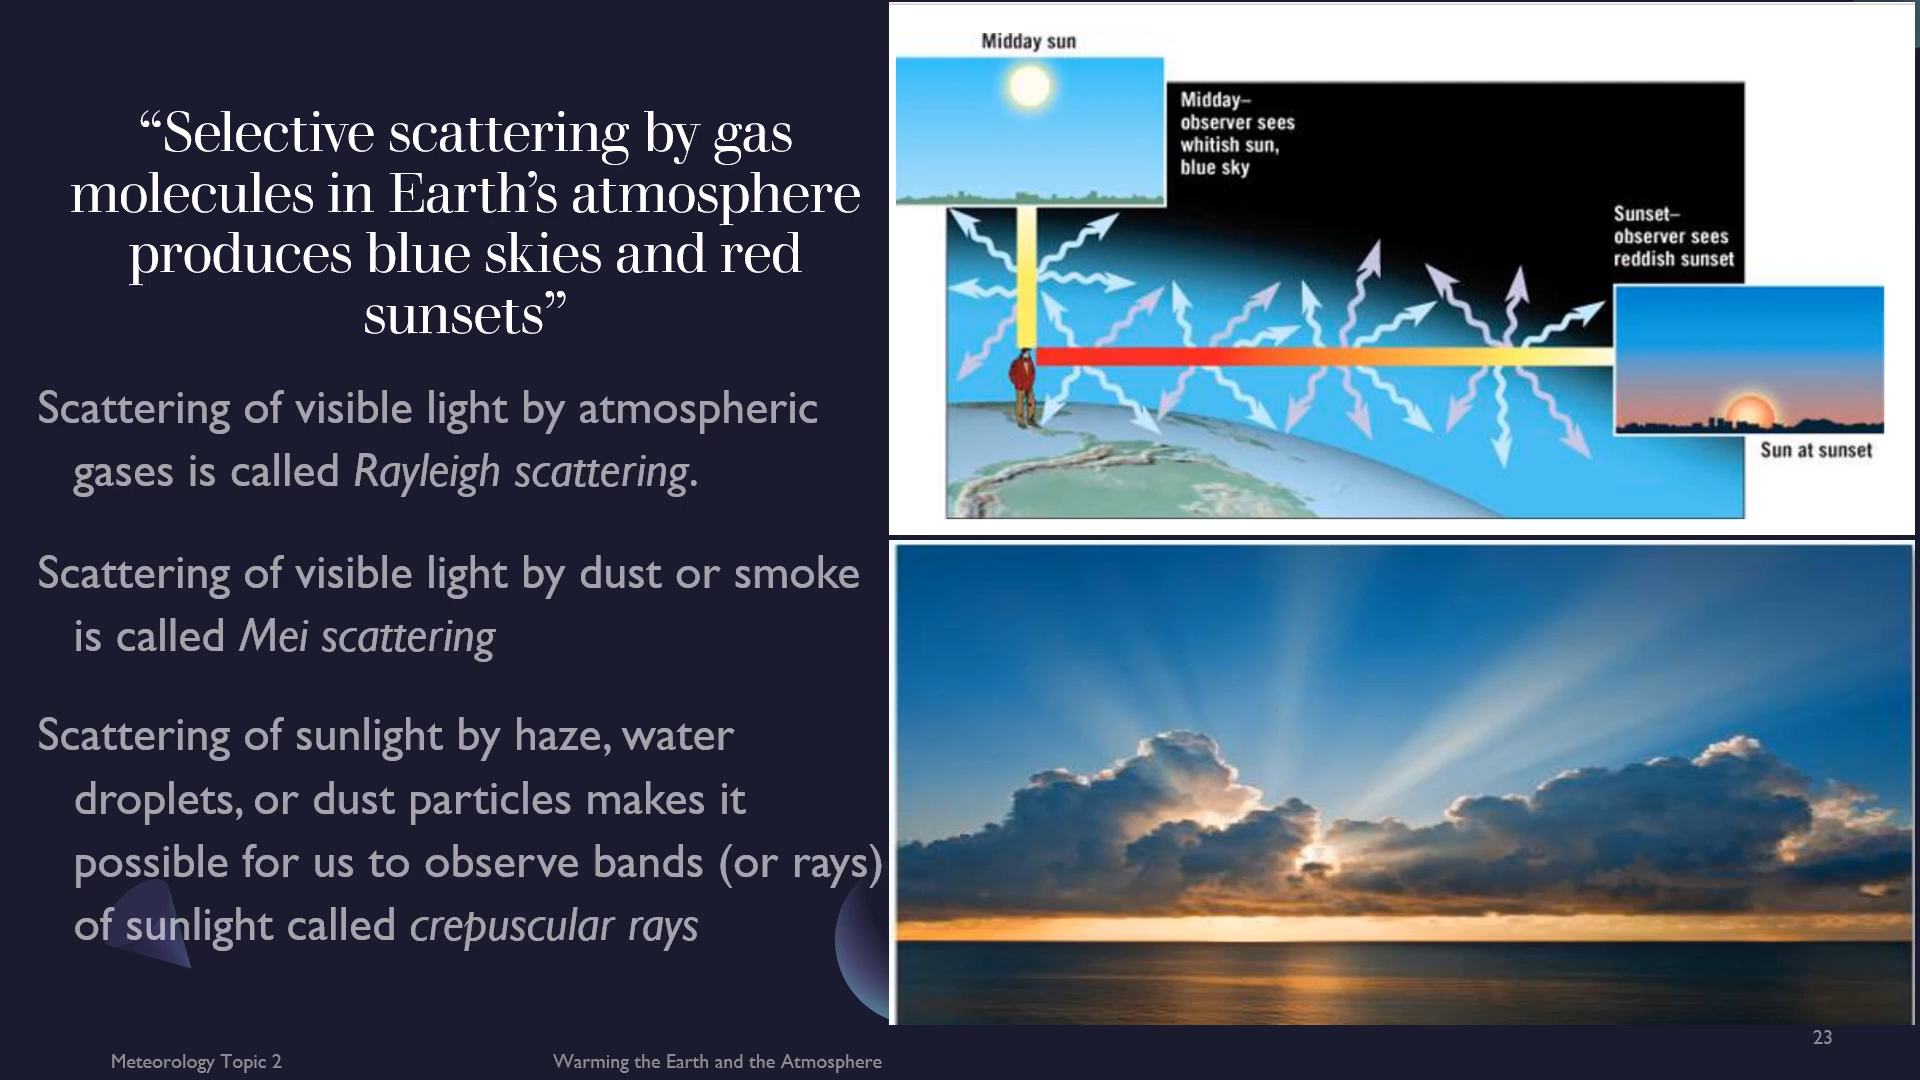 “Selective scattering by gas
molecules in Earth’s atmosphere
produces blue skies and red
sunsets”
Scattering of visible light by atmospheric
gases is called Rayleigh scattering.
Scattering of visible light by dust or smoke
is called Mei scattering
Scattering of sunlight by haze, water
droplets, or dust particles makes it
possible for us to observe bands (or rays)
of sunlight called crepuscular rays
Midday sun
Midday–
observer sees
whitish sun,
blue sky
Sunset–
observer sees
reddish sunset
Sun at sunset
Meteorology Topic 2
Warming the Earth and the Atmosphere
23